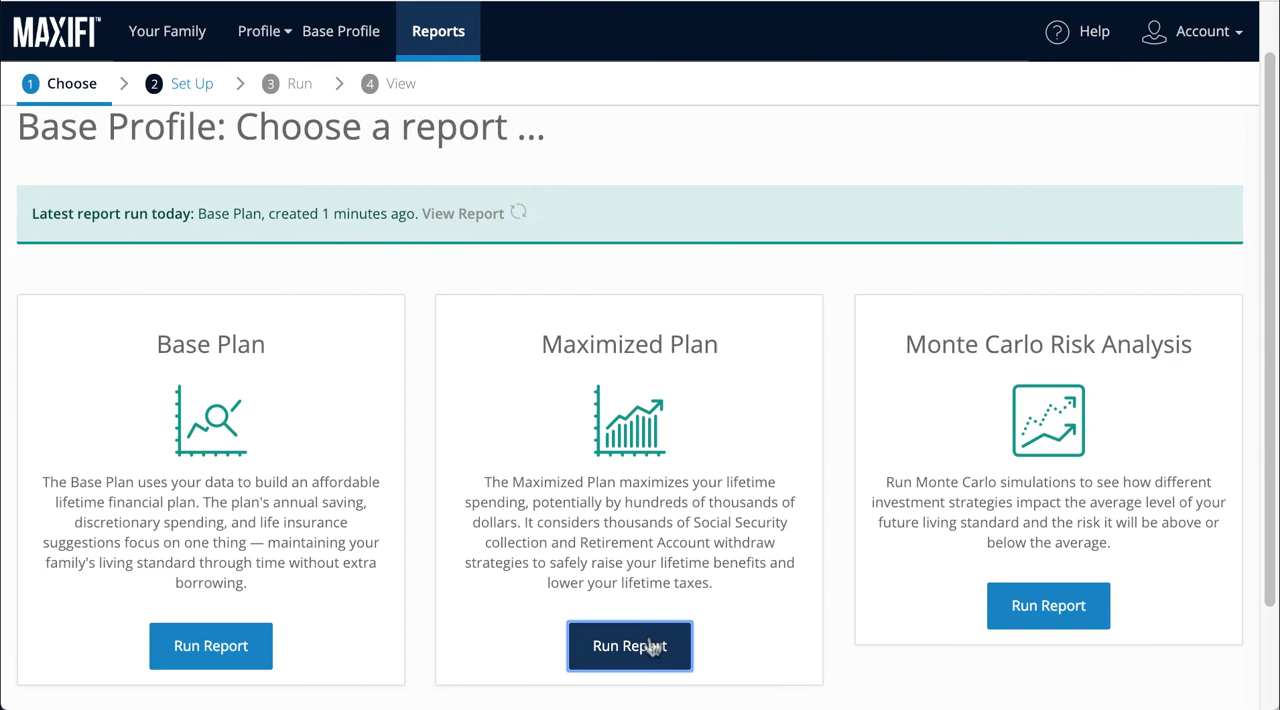 MAXIFI™ Your Family Profile Base Profile Reports ? Help Account
1 Choose 2 Set Up 3 Run 4 View
Base Profile: Choose a report ...
Latest report run today: Base Plan, created 1 minutes ago. View Report
Base Plan
The Base Plan uses your data to build an affordable
lifetime financial plan. The plan's annual saving,
discretionary spending, and life insurance
suggestions focus on one thing — maintaining your
family's living standard through time without extra
borrowing.
Run Report
Maximized Plan
The Maximized Plan maximizes your lifetime
spending, potentially by hundreds of thousands of
dollars. It considers thousands of Social Security
collection and Retirement Account withdraw
strategies to safely raise your lifetime benefits and
lower your lifetime taxes.
Run Report
Monte Carlo Risk Analysis
Run Monte Carlo simulations to see how different
investment strategies impact the average level of your
future living standard and the risk it will be above or
below the average.
Run Report